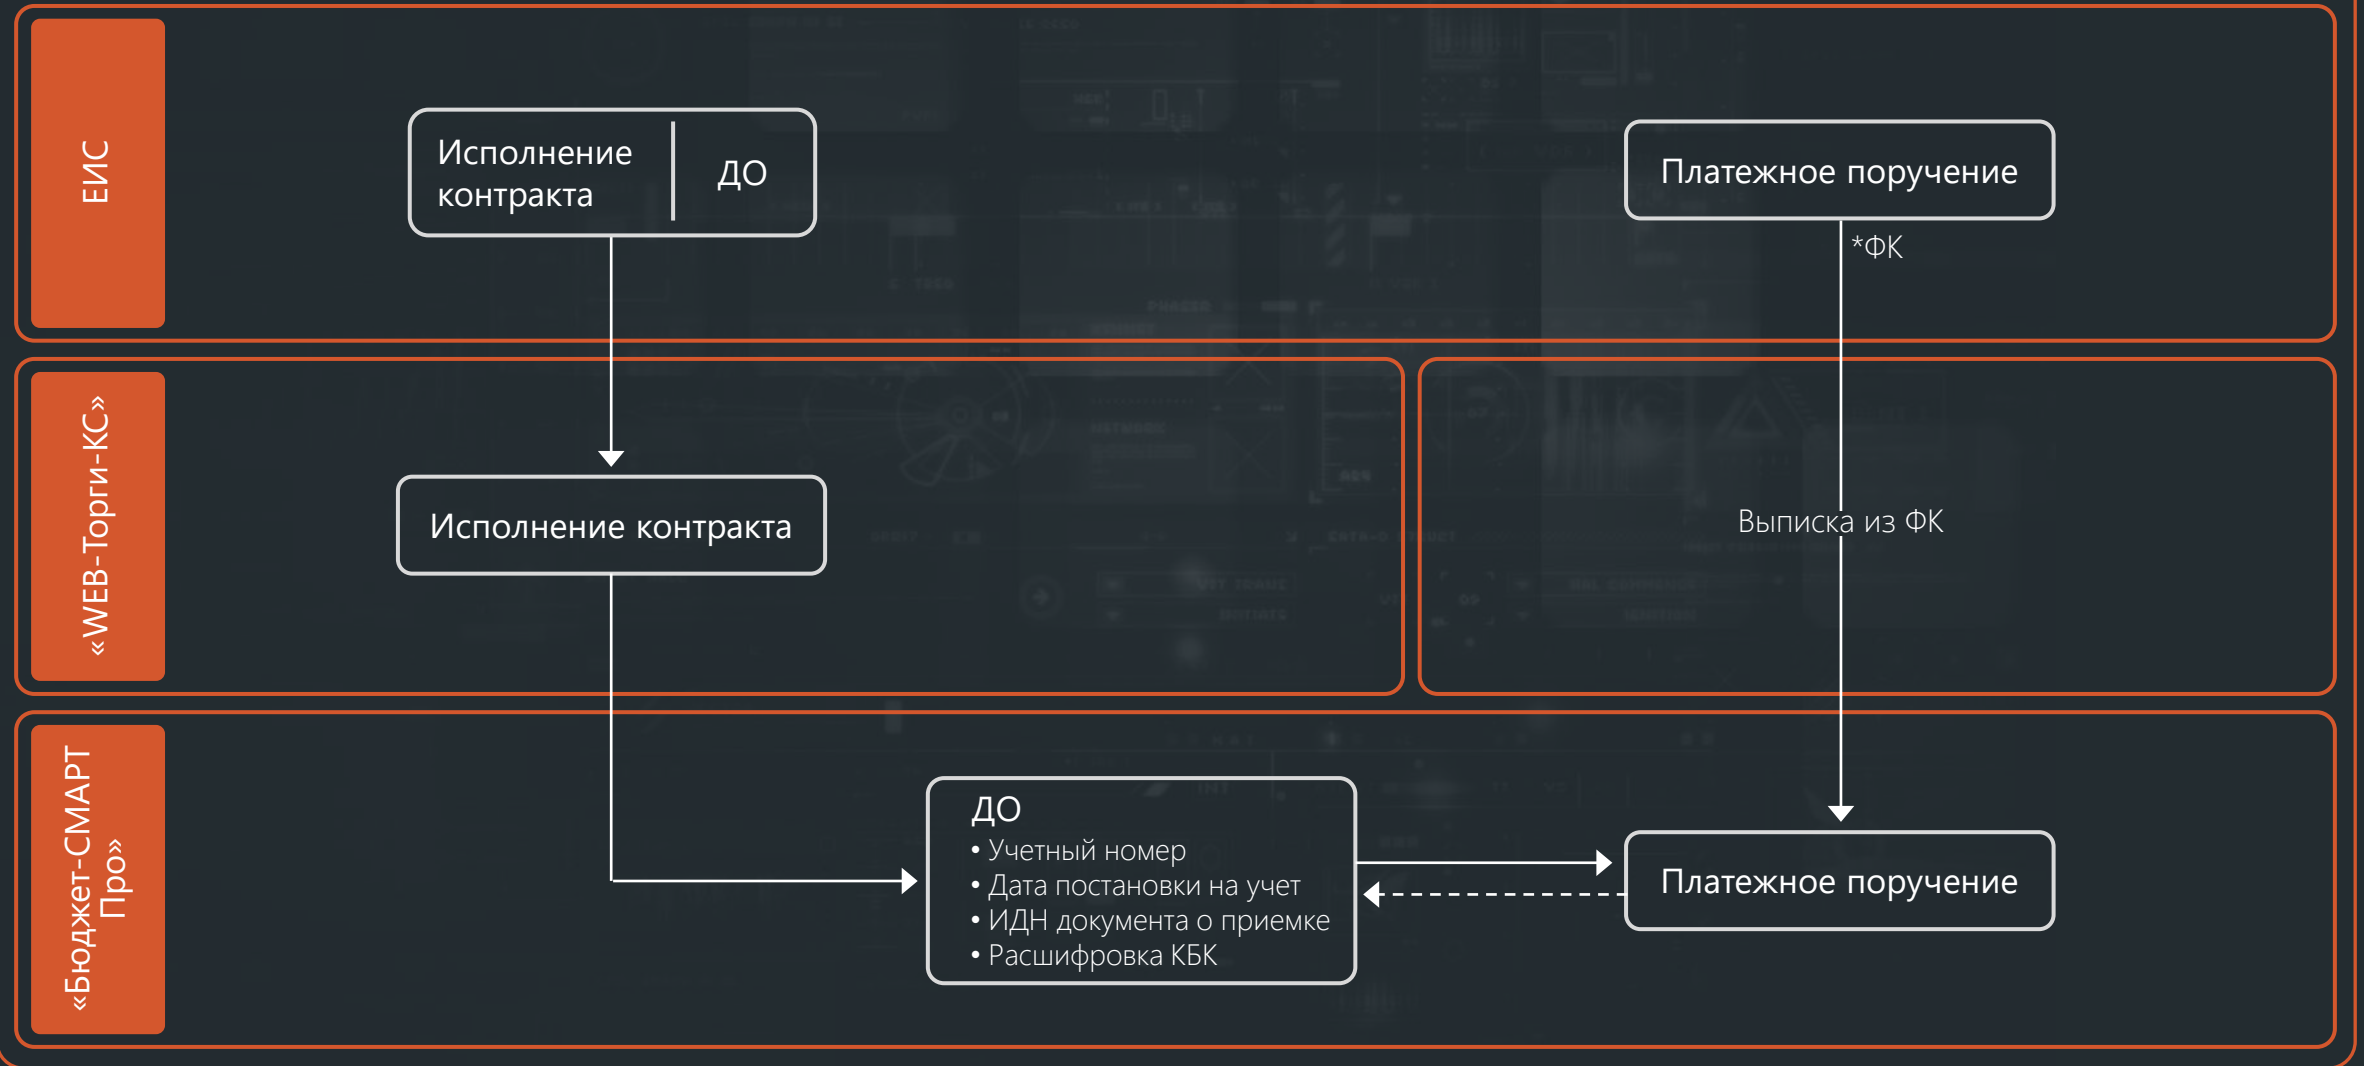 ЕИС
Исполнение
контракта
ДО
Платежное поручение
*ФК
«WEB-Торги-КС»
Исполнение контракта
Выписка из ФК
«Бюджет-СМАРТ
Про»
ДО
• Учетный номер
• Дата постановки на учет
• ИДН документа о приемке
• Расшифровка КБК
Платежное поручение